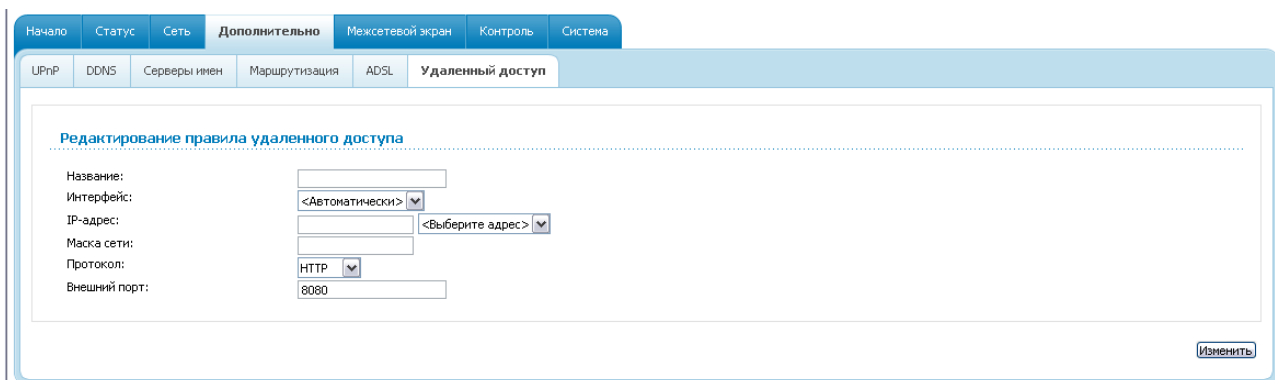 Начало Статус Сеть Дополнительно Межсетевой экран Контроль Система
UPnP DDNS Серверы имен Маршрутизация ADSL Удаленный доступ
Редактирование правила удаленного доступа
Название:
Интерфейс: <Автоматически>
IP-адрес: <Выберите адрес>
Маска сети:
Протокол: HTTP
Внешний порт: 8080
Изменить